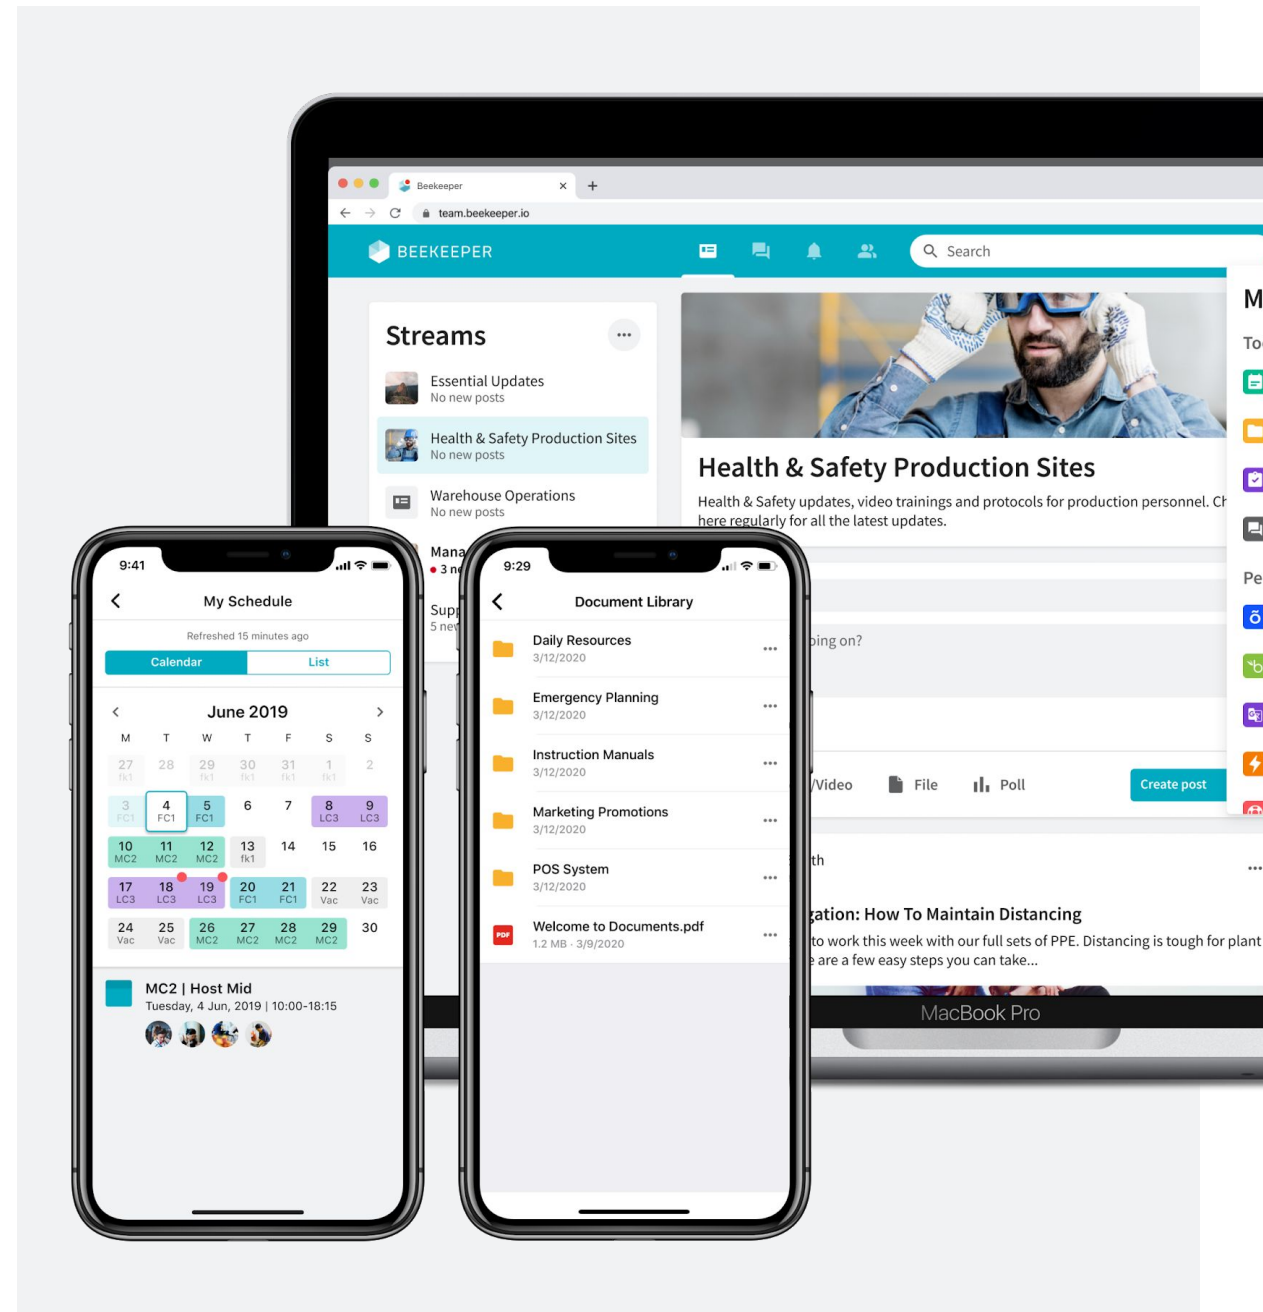 Beekeeper
team.beekeeper.io
BEEKEEPER
Search
Streams
Essential Updates
No new posts
Health & Safety Production Sites
No new posts
Warehouse Operations
No new posts
Health & Safety Production Sites
Health & Safety updates, video trainings and protocols for production personnel.
here regularly for all the latest updates.
File
Poll
Create post
How To Maintain Distancing
to work this week with our full sets of PPE. Distancing is tough for plant
are a few easy steps you can take...
MacBook Pro
9:41
My Schedule
Refreshed 15 minutes ago
Calendar List
June 2019
M T W T F S S
27 28 29 30 31 1 2
fk1 fk1 fk1 fk1 fk1
3 4 5 6 7 8 9
FC1 FC1 FC1 LC3 LC3
10 11 12 13 14 15 16
MC2 MC2 MC2 fk1
17 18 19 20 21 22 23
LC3 LC3 LC3 FC1 FC1 Vac Vac
24 25 26 27 28 29 30
Vac Vac MC2 MC2 MC2 MC2
MC2 | Host Mid
Tuesday, 4 Jun, 2019 | 10:00-18:15
9:29
Document Library
Daily Resources
3/12/2020
Emergency Planning
3/12/2020
Instruction Manuals
3/12/2020
Marketing Promotions
3/12/2020
POS System
3/12/2020
PDF
Welcome to Documents.pdf
1.2 MB · 3/9/2020